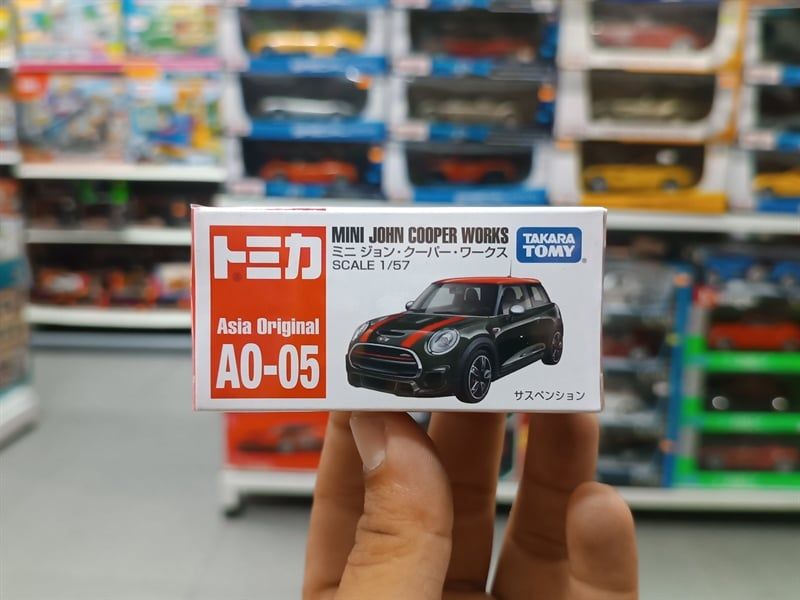 トミカ
Asia Original
AO-05
MINI JOHN COOPER WORKS
ミニ ジョン・クーパー・ワークス
SCALE 1/57
TAKARA
TOMY
サスペンション